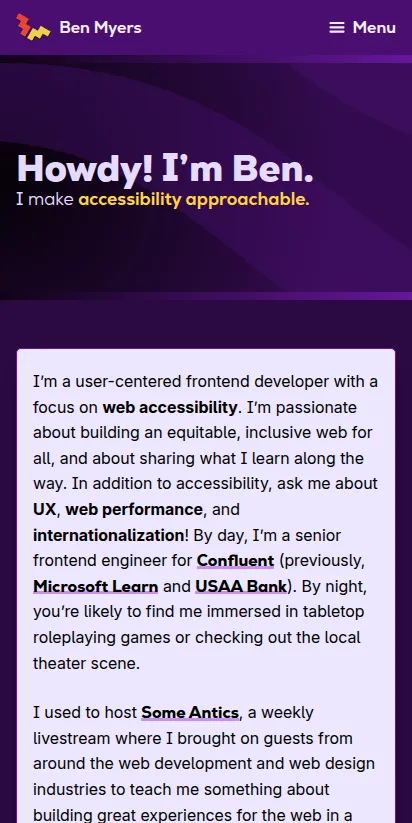 Ben Myers
Menu
Howdy! I’m Ben.
I make accessibility approachable.
I’m a user-centered frontend developer with a
focus on web accessibility. I’m passionate
about building an equitable, inclusive web for
all, and about sharing what I learn along the
way. In addition to accessibility, ask me about
UX, web performance, and
internationalization! By day, I’m a senior
frontend engineer for Confluent (previously,
Microsoft Learn and USAA Bank). By night,
you’re likely to find me immersed in tabletop
roleplaying games or checking out the local
theater scene.
I used to host Some Antics, a weekly
livestream where I brought on guests from
around the web development and web design
industries to teach me something about
building great experiences for the web in a